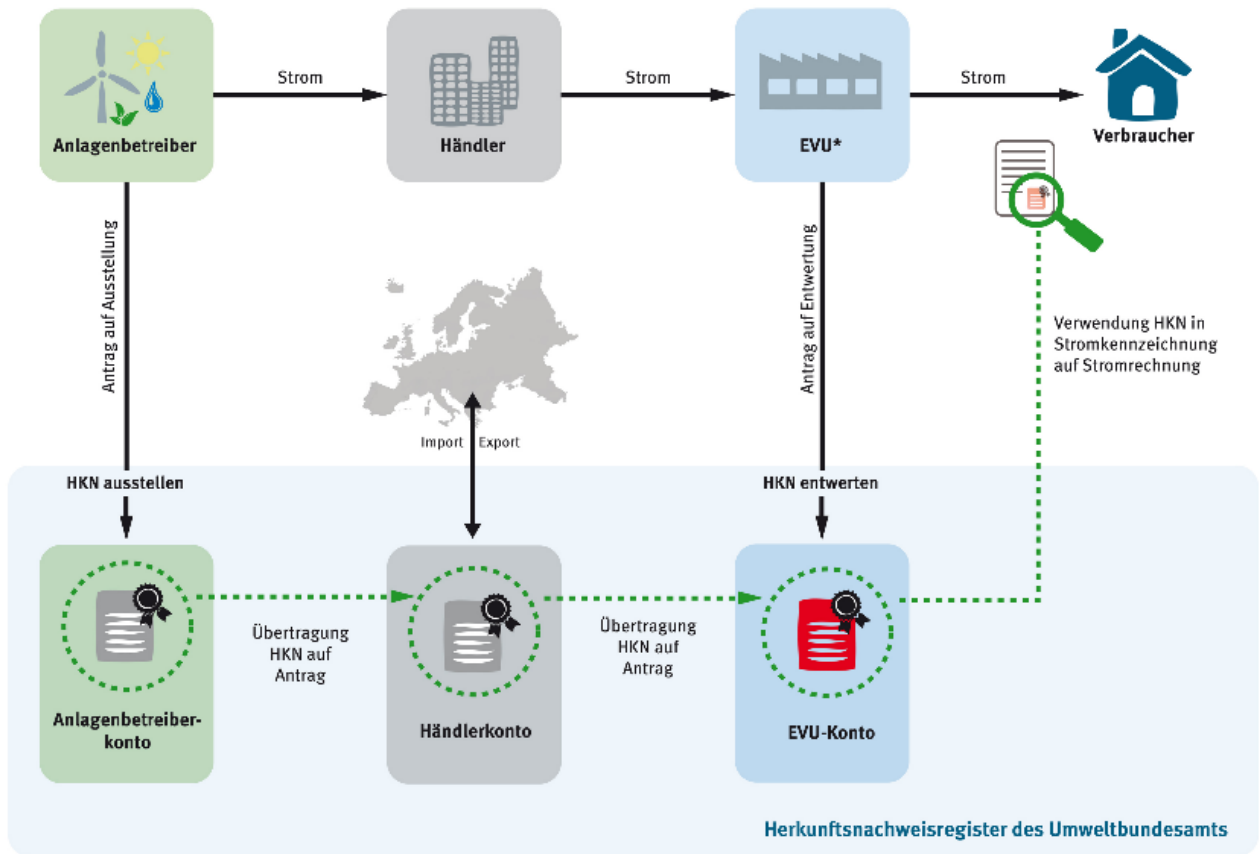 Strom
Strom
Strom
Anlagenbetreiber
Händler
EVU*
Verbraucher
Antrag auf Ausstellung
Antrag auf Entwertung
Verwendung HKN in
Stromkennzeichnung
auf Stromrechnung
Import
Export
HKN ausstellen
HKN entwerten
Übertragung
HKN auf
Antrag
Übertragung
HKN auf
Antrag
Anlagenbetreiber-
konto
Händlerkonto
EVU-Konto
Herkunftsnachweisregister des Umweltbundesamts